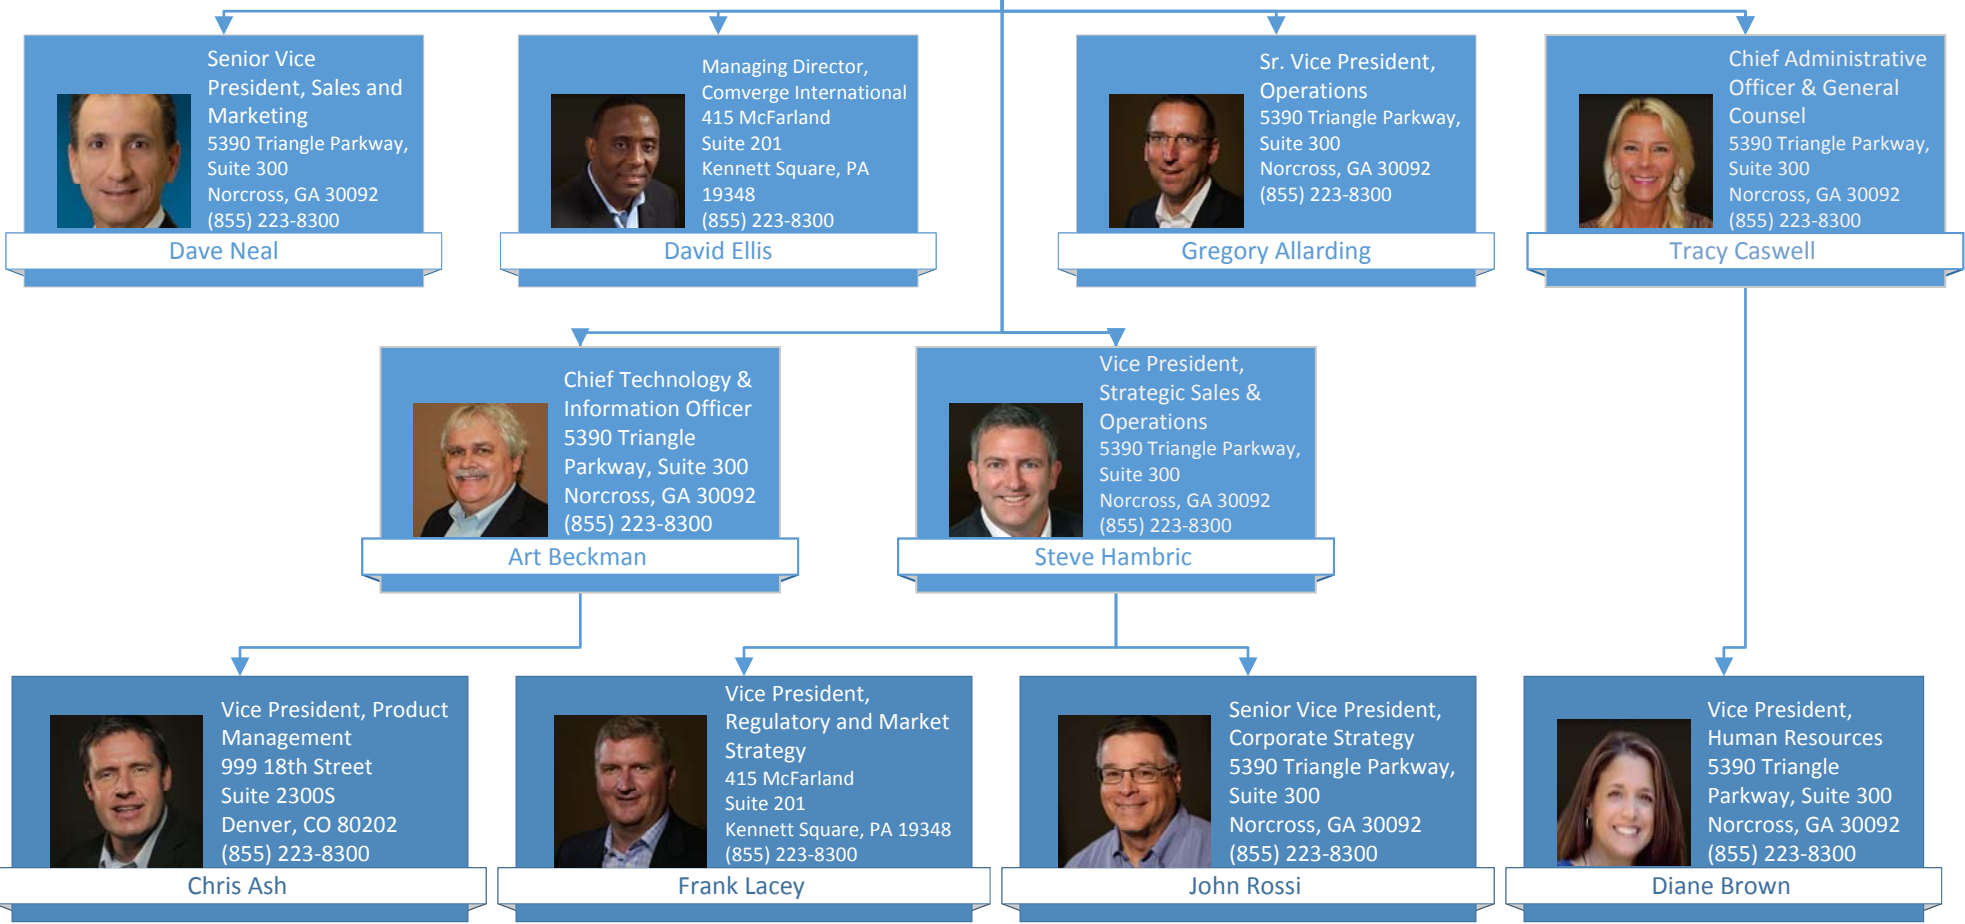 Senior Vice
President, Sales and
Marketing
5390 Triangle Parkway,
Suite 300
Norcross, GA 30092
(855) 223-8300
Dave Neal
Managing Director,
Comverge International
415 McFarland
Suite 201
Kennett Square, PA
19348
(855) 223-8300
David Ellis
Sr. Vice President,
Operations
5390 Triangle Parkway,
Suite 300
Norcross, GA 30092
(855) 223-8300
Gregory Allarding
Chief Administrative
Officer & General
Counsel
5390 Triangle Parkway,
Suite 300
Norcross, GA 30092
(855) 223-8300
Tracy Caswell
Chief Technology &
Information Officer
5390 Triangle
Parkway, Suite 300
Norcross, GA 30092
(855) 223-8300
Art Beckman
Vice President,
Strategic Sales &
Operations
5390 Triangle Parkway,
Suite 300
Norcross, GA 30092
(855) 223-8300
Steve Hambric
Vice President, Product
Management
999 18th Street
Suite 2300S
Denver, CO 80202
(855) 223-8300
Chris Ash
Vice President,
Regulatory and Market
Strategy
415 McFarland
Suite 201
Kennett Square, PA 19348
(855) 223-8300
Frank Lacey
Senior Vice President,
Corporate Strategy
5390 Triangle Parkway,
Suite 300
Norcross, GA 30092
(855) 223-8300
John Rossi
Vice President,
Human Resources
5390 Triangle
Parkway, Suite 300
Norcross, GA 30092
(855) 223-8300
Diane Brown